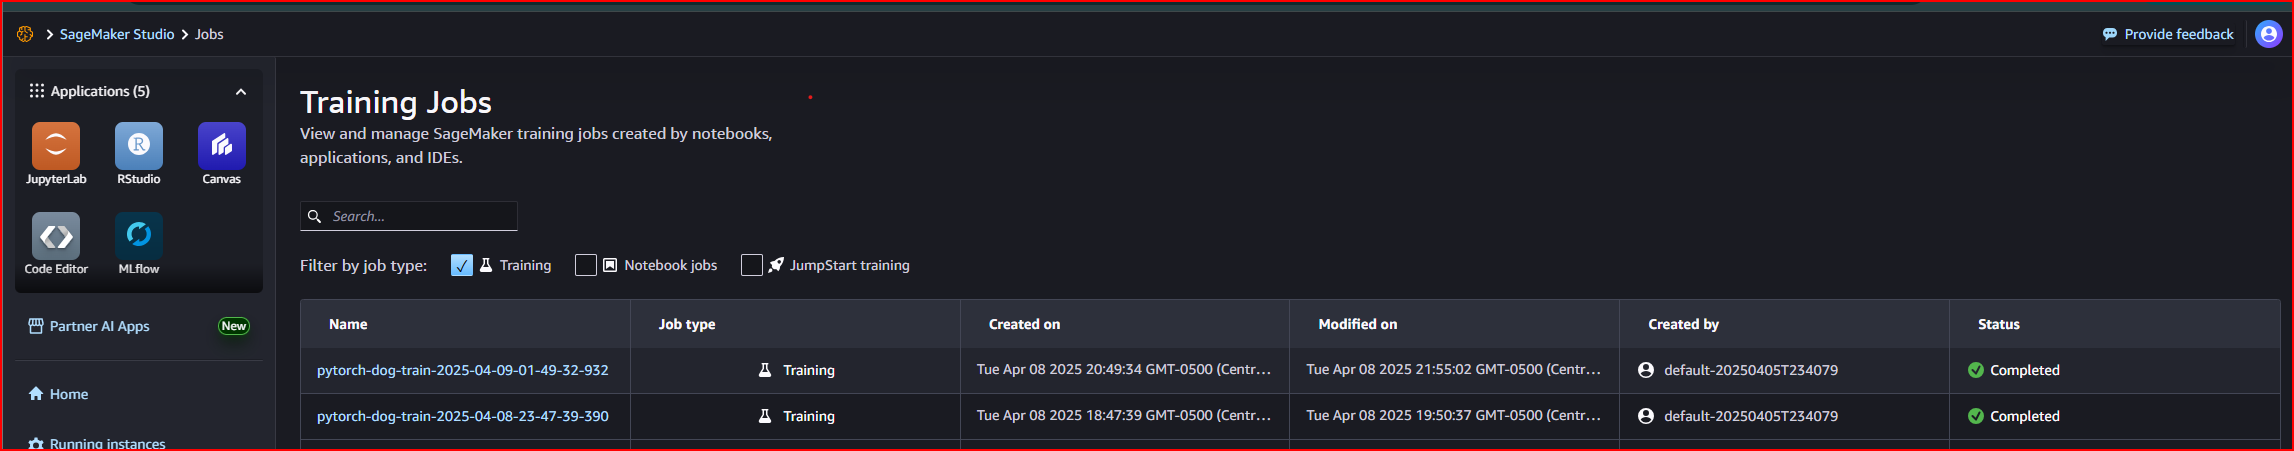 SageMaker Studio
Jobs
Provide feedback
Applications (5)
JupyterLab
RStudio
Canvas
Code Editor
MLflow
Partner AI Apps
New
Home
Running instances
Training Jobs
View and manage SageMaker training jobs created by notebooks,
applications, and IDEs.
Search...
Filter by job type: ✓ Training Notebook jobs JumpStart training
Name Job type Created on Modified on Created by Status
pytorch-dog-train-2025-04-09-01-49-32-932 Training Tue Apr 08 2025 20:49:34 GMT-0500 (Centr... Tue Apr 08 2025 21:55:02 GMT-0500 (Centr... default-20250405T234079 Completed
pytorch-dog-train-2025-04-08-23-47-39-390 Training Tue Apr 08 2025 18:47:39 GMT-0500 (Centr... Tue Apr 08 2025 19:50:37 GMT-0500 (Centr... default-20250405T234079 Completed